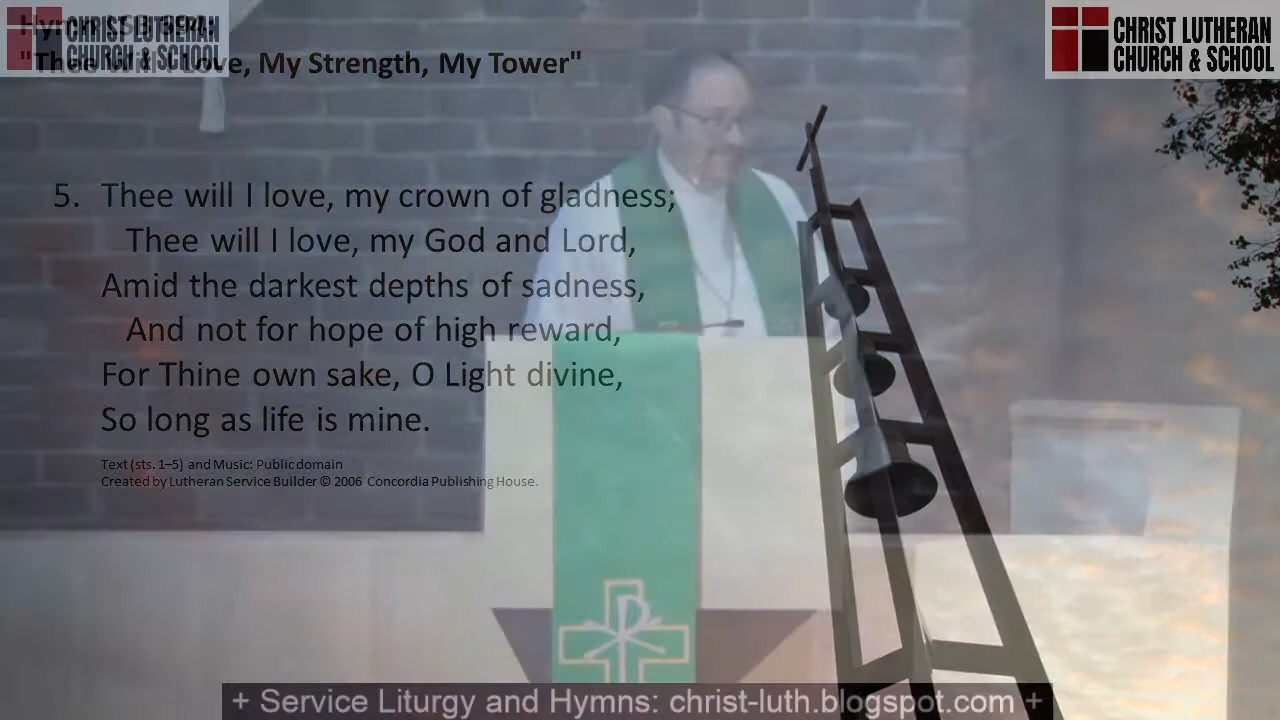 CHRIST LUTHERAN
CHURCH & SCHOOL
CHRIST LUTHERAN
CHURCH & SCHOOL
Love, My Strength, My Tower"
5. Thee will I love, my crown of gladness;
Thee will I love, my God and Lord,
Amid the darkest depths of sadness,
And not for hope of high reward,
For Thine own sake, O Light divine,
So long as life is mine.
Text (sts. 1–5) and Music: Public domain
Created by Lutheran Service Builder © 2006 Concordia Publishing House.
+ Service Liturgy and Hymns: christ-luth.blogspot.com +